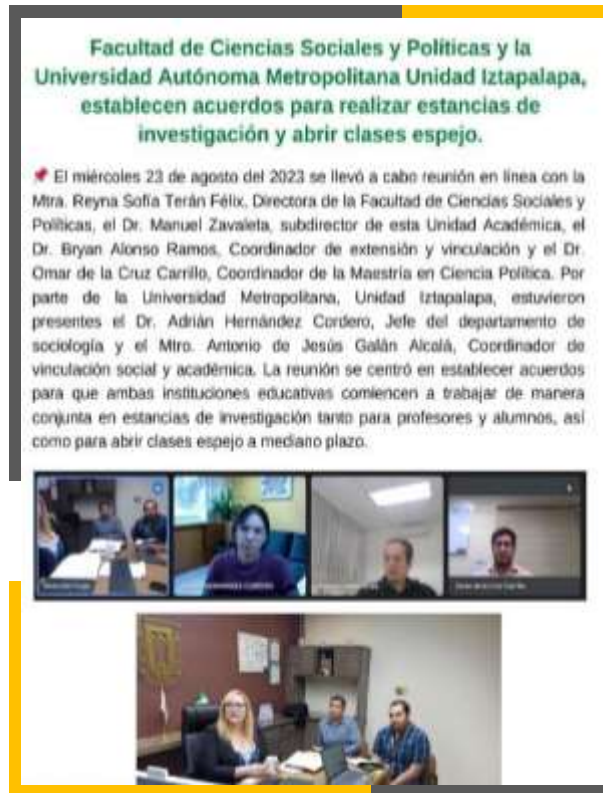 Facultad de Ciencias Sociales y Políticas y la
Universidad Autónoma Metropolitana Unidad Iztapalapa,
establecen acuerdos para realizar estancias de
investigación y abrir clases espejo.
El miércoles 23 de agosto del 2023 se llevó a cabo reunión en línea con la
Mtra. Reyna Sofía Terán Félix, Directora de la Facultad de Ciencias Sociales y
Políticas, el Dr. Manuel Zavaleta, subdirector de esta Unidad Académica, el
Dr. Bryan Alonso Ramos, Coordinador de extensión y vinculación y el Dr.
Omar de la Cruz Carrillo, Coordinador de la Maestría en Ciencia Política. Por
parte de la Universidad Metropolitana, Unidad Iztapalapa, estuvieron
presentes el Dr. Adrián Hernández Cordero, Jefe del departamento de
sociología y el Mtro. Antonio de Jesús Galán Alcalá, Coordinador de
vinculación social y académica. La reunión se centró en establecer acuerdos
para que ambas instituciones educativas comiencen a trabajar de manera
conjunta en estancias de investigación tanto para profesores y alumnos, así
como para abrir clases espejo a mediano plazo.